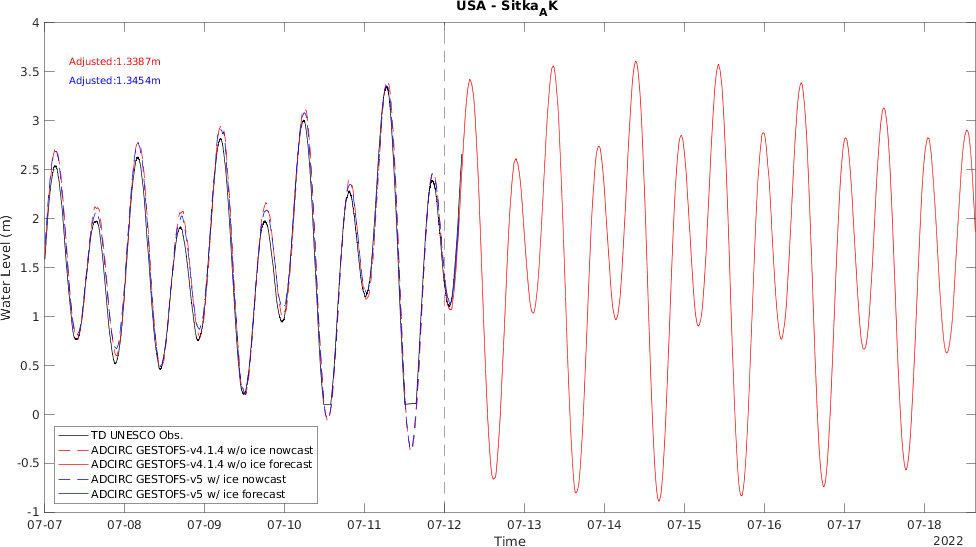 USA - SitkaAK
4
3.5
3
2.5
2
1.5
1
0.5
0
-0.5
-1
Water Level (m)
Adjusted:1.3387m
Adjusted:1.3454m
TD UNESCO Obs.
ADCIRC GESTOFS-v4.1.4 w/o ice nowcast
ADCIRC GESTOFS-v4.1.4 w/o ice forecast
ADCIRC GESTOFS-v5 w/ ice nowcast
ADCIRC GESTOFS-v5 w/ ice forecast
07-07 07-08 07-09 07-10 07-11 07-12 07-13 07-14 07-15 07-16 07-17 07-18
Time
2022